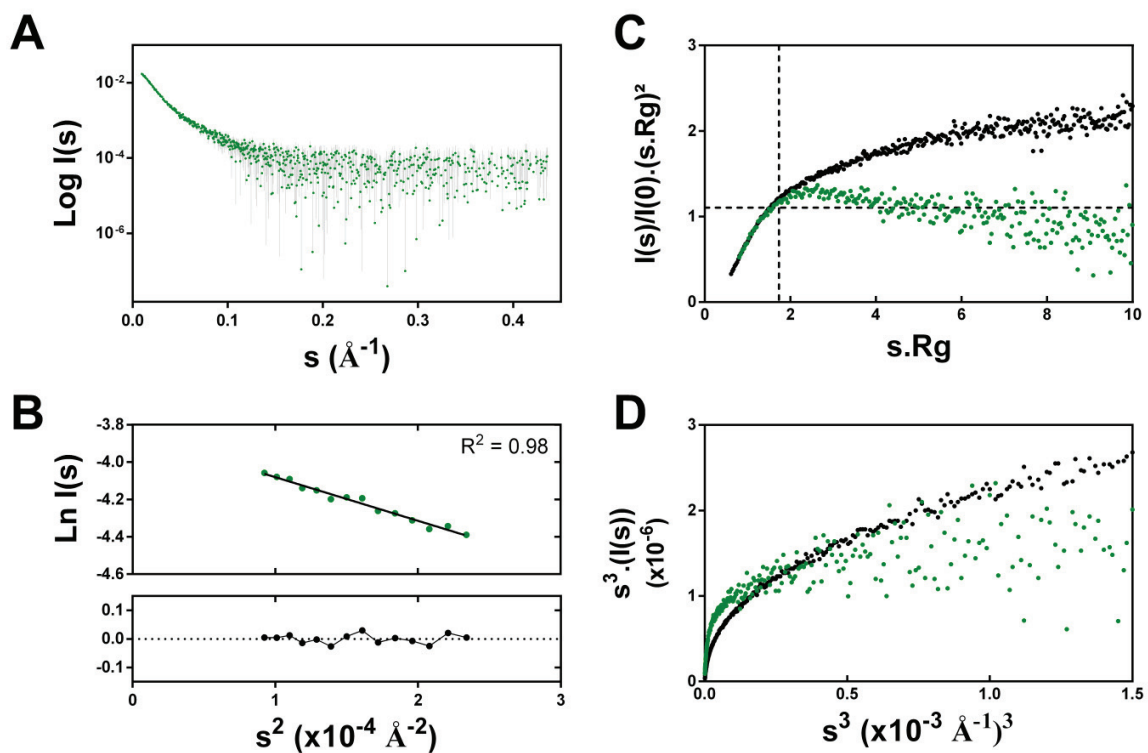 A
10⁻²
10⁻⁴
10⁻⁶
Log I(s)
0.0 0.1 0.2 0.3 0.4
s (Å⁻¹)
B
-3.8
-4.0
-4.2
-4.4
-4.6
Ln I(s)
R² = 0.98
0.1
0.0
-0.1
0 1 2 3
s² (x10⁻⁴ Å⁻²)
C
3
2
1
0
I(s)/I(0).(s.Rg)²
0 2 4 6 8 10
s.Rg
D
3
2
1
0
s³.(I(s))
(x10⁻⁶)
0.0 0.5 1.0 1.5
s³ (x10⁻³ Å⁻¹)³